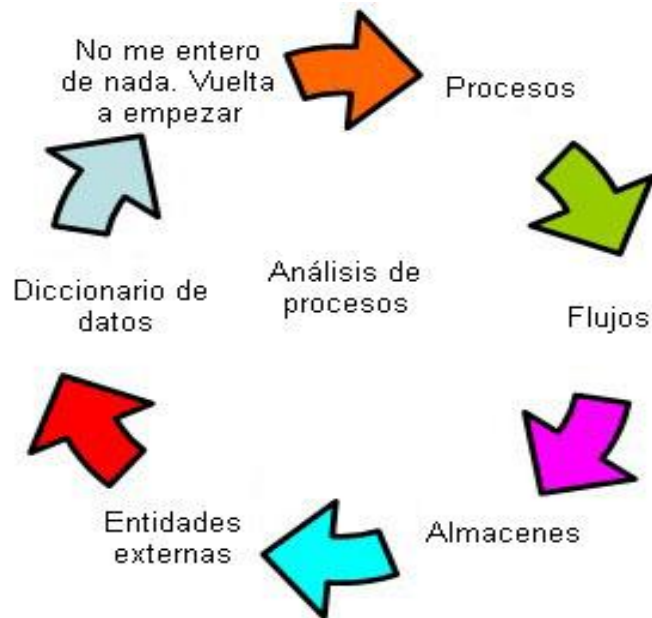 No me entero
de nada. Vuelta
a empezar
Procesos
Flujos
Almacenes
Entidades
externas
Diccionario de
datos
Análisis de
procesos